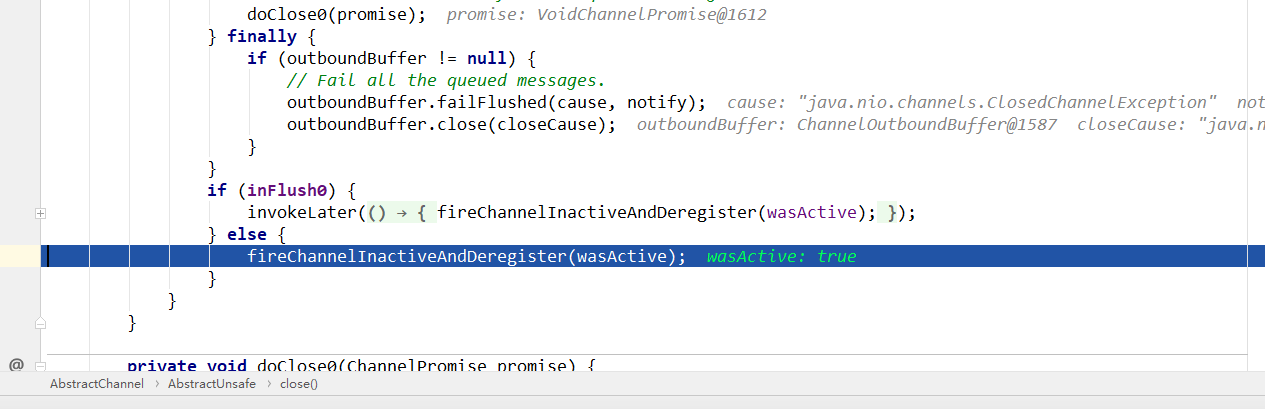 doClose0(promise);  promise: VoidChannelPromise@1612
} finally {
if (outboundBuffer != null) {
// Fail all the queued messages.
outboundBuffer.failFlushed(cause, notify);  cause: "java.nio.channels.ClosedChannelException"  not
outboundBuffer.close(closeCause);  outboundBuffer: ChannelOutboundBuffer@1587  closeCause: "java.n
}
}
if (inFlush0) {
invokeLater(() → { fireChannelInactiveAndDeregister(wasActive); });
} else {
fireChannelInactiveAndDeregister(wasActive);  wasActive: true
}
}
}
@ private void doClose0(ChannelPromise promise) {
AbstractChannel › AbstractUnsafe › close()